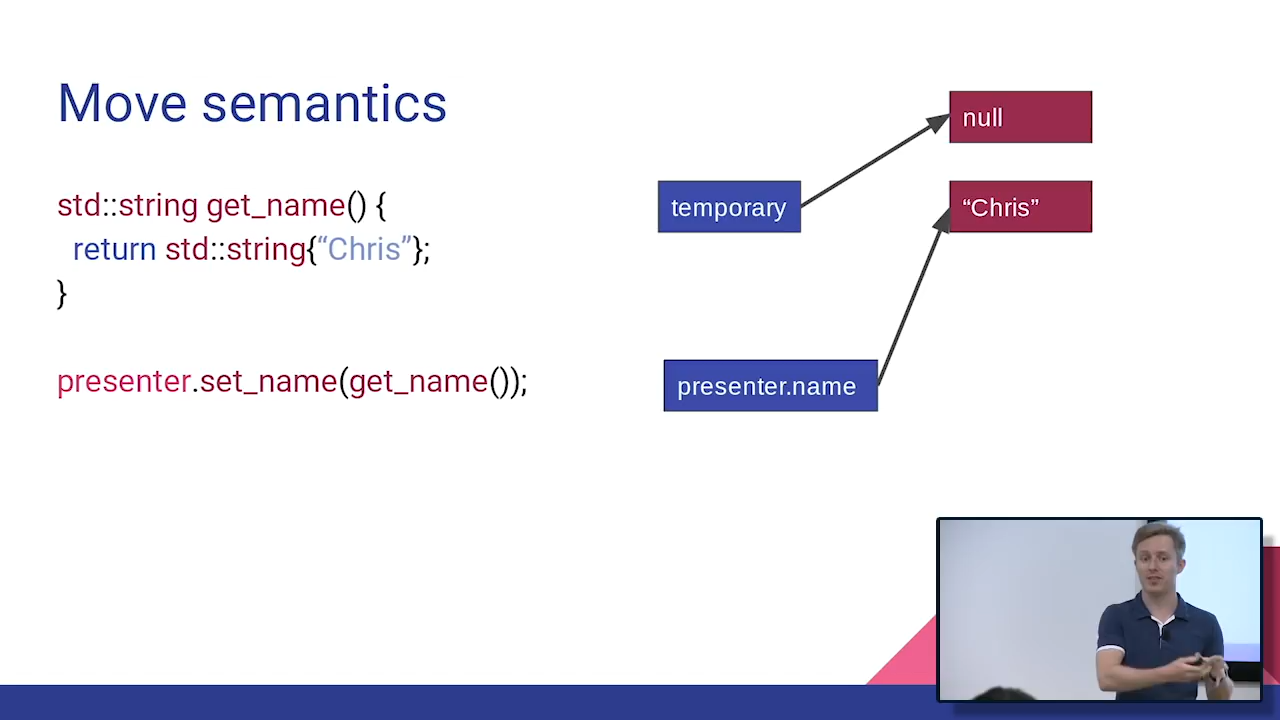 Move semantics
std::string get_name() {
return std::string{“Chris”};
}
presenter.set_name(get_name());
null
temporary
“Chris”
presenter.name